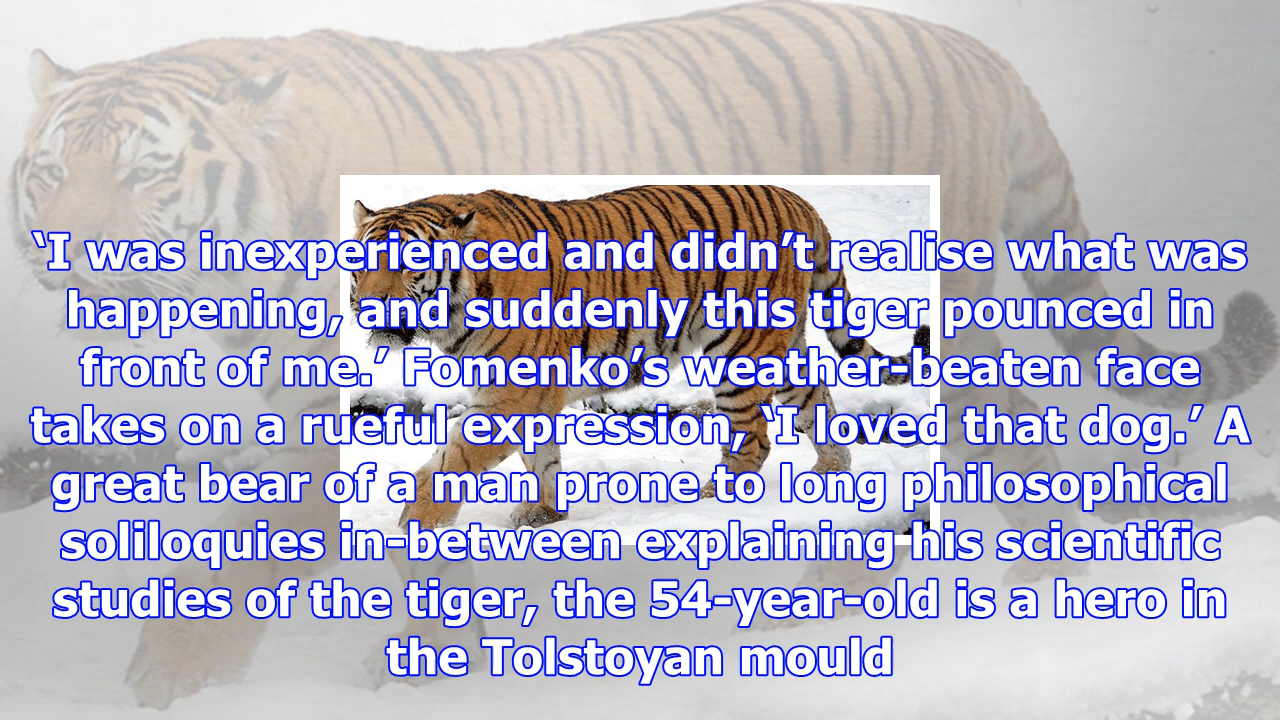 ‘I was inexperienced and didn’t realise what was
happening, and suddenly this tiger pounced in
front of me.’ Fomenko’s weather-beaten face
takes on a rueful expression, ‘I loved that dog.’ A
great bear of a man prone to long philosophical
soliloquies in-between explaining his scientific
studies of the tiger, the 54-year-old is a hero in
the Tolstoyan mould